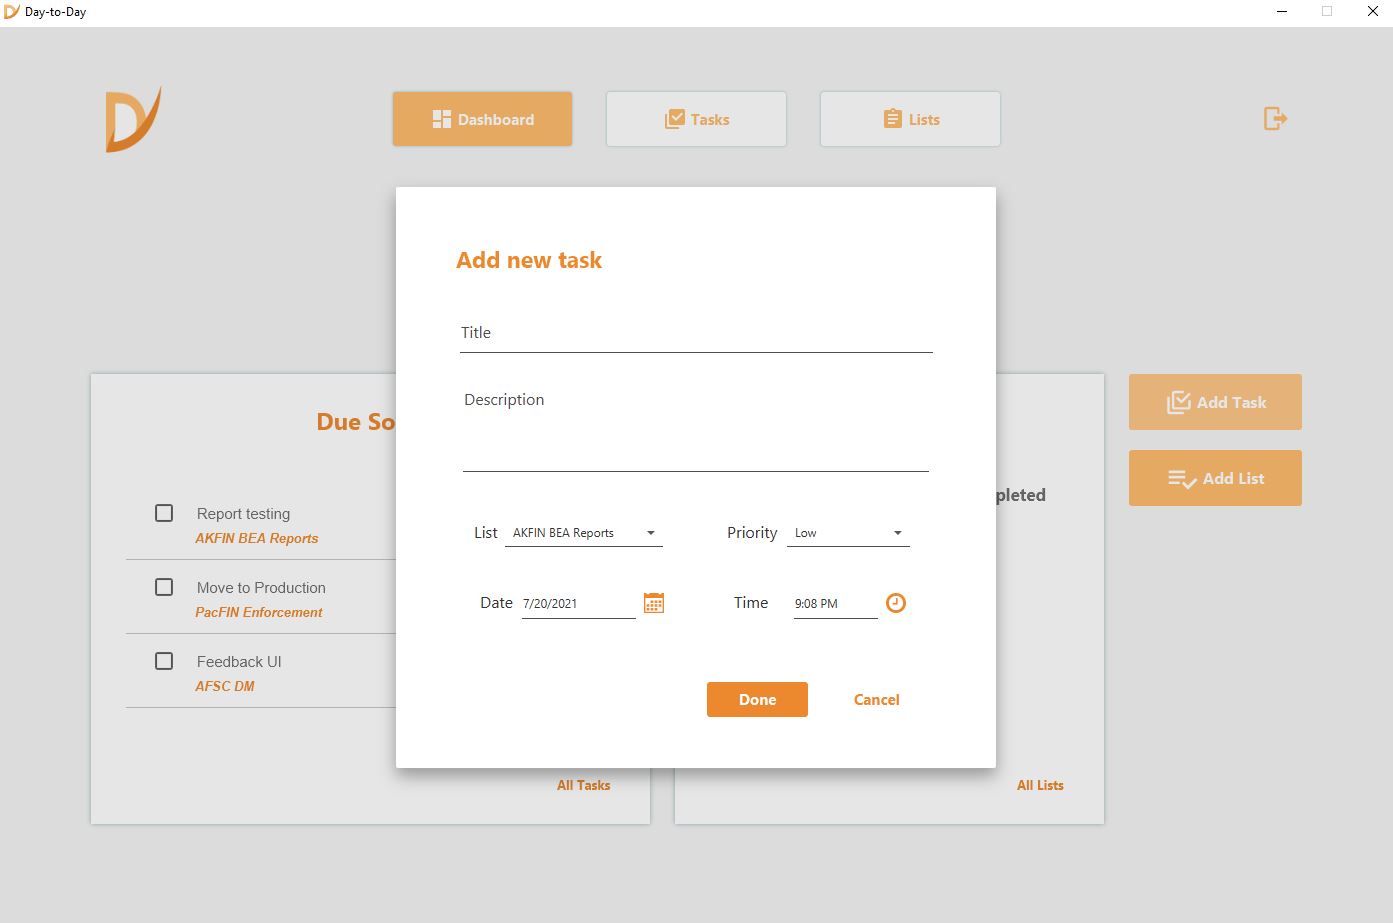 Day-to-Day
Dashboard
Tasks
Lists
Add new task
Title
Description
List AKFIN BEA Reports
Priority Low
Date 7/20/2021
Time 9:08 PM
Done
Cancel
Due So
Report testing
AKFIN BEA Reports
Move to Production
PacFIN Enforcement
Feedback UI
AFSC DM
All Tasks
pleted
All Lists
Add Task
Add List